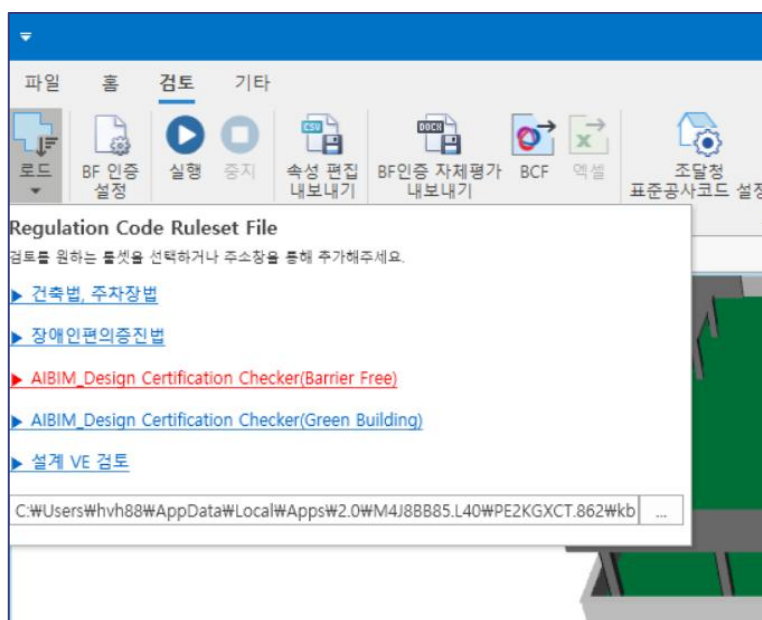 파일 홈 검토 기타
로드 BF 인증 설정 실행 중지 CSV 속성 편집 내보내기 DOCX BF인증 자체평가 내보내기 BCF x 엑셀 조달청 표준공사코드 설정
Regulation Code Ruleset File
검토를 원하는 룰셋을 선택하거나 주소창을 통해 추가해주세요.
▶ 건축법, 주차장법
▶ 장애인편의증진법
▶ AIBIM_Design Certification Checker(Barrier Free)
▶ AIBIM_Design Certification Checker(Green Building)
▶ 설계 VE 검토
C:₩Users₩hvh88₩AppData₩Local₩Apps₩2.0₩M4J8BB85.L40₩PE2KGXCT.862₩kb ...